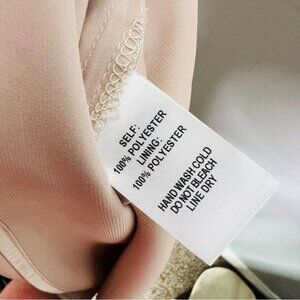 SELF:
100% POLYESTER
LINING:
100% POLYESTER
HAND WASH COLD
DO NOT BLEACH
LINE DRY